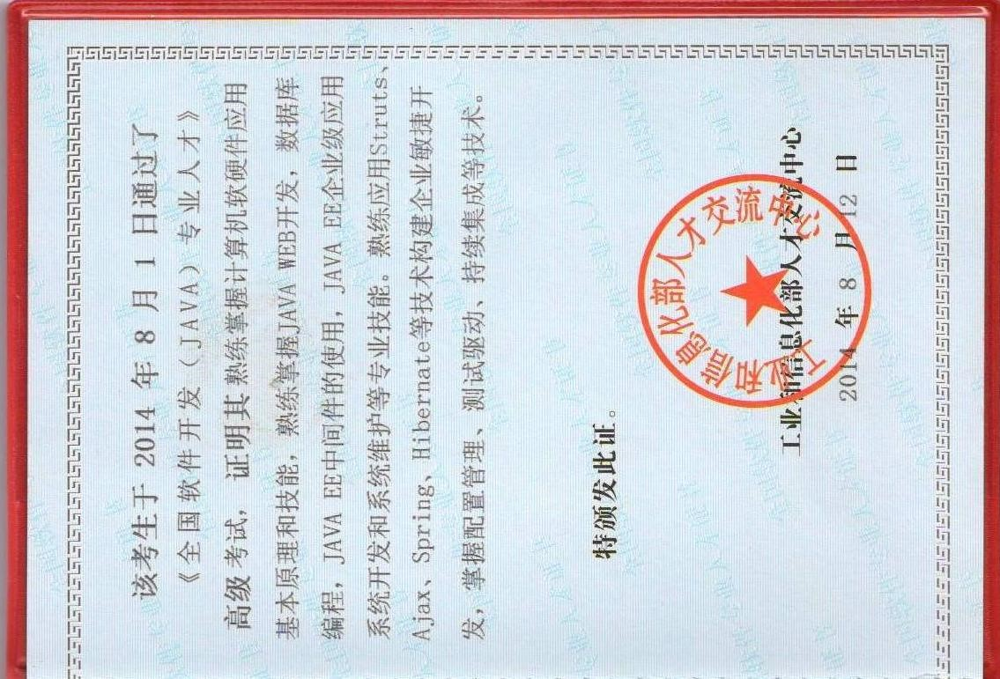 该考生于 2014 年 8 月 1 日通过了
《全国软件开发（JAVA）专业人才》
高级考试，证明其熟练掌握计算机软硬件应用
基本原理和技能，熟练掌握JAVA WEB开发，数据库
编程，JAVA EE中间件的使用，JAVA EE企业级应用
系统开发和系统维护等专业技能。熟练应用Struts、
Ajax、Spring、Hibernate等技术构建企业敏捷开
发，掌握配置管理、测试驱动、持续集成等技术。
特颁发此证。
工业和信息化部人才交流中心
2014 年 8 月 12 日
工业和信息化部人才交流中心